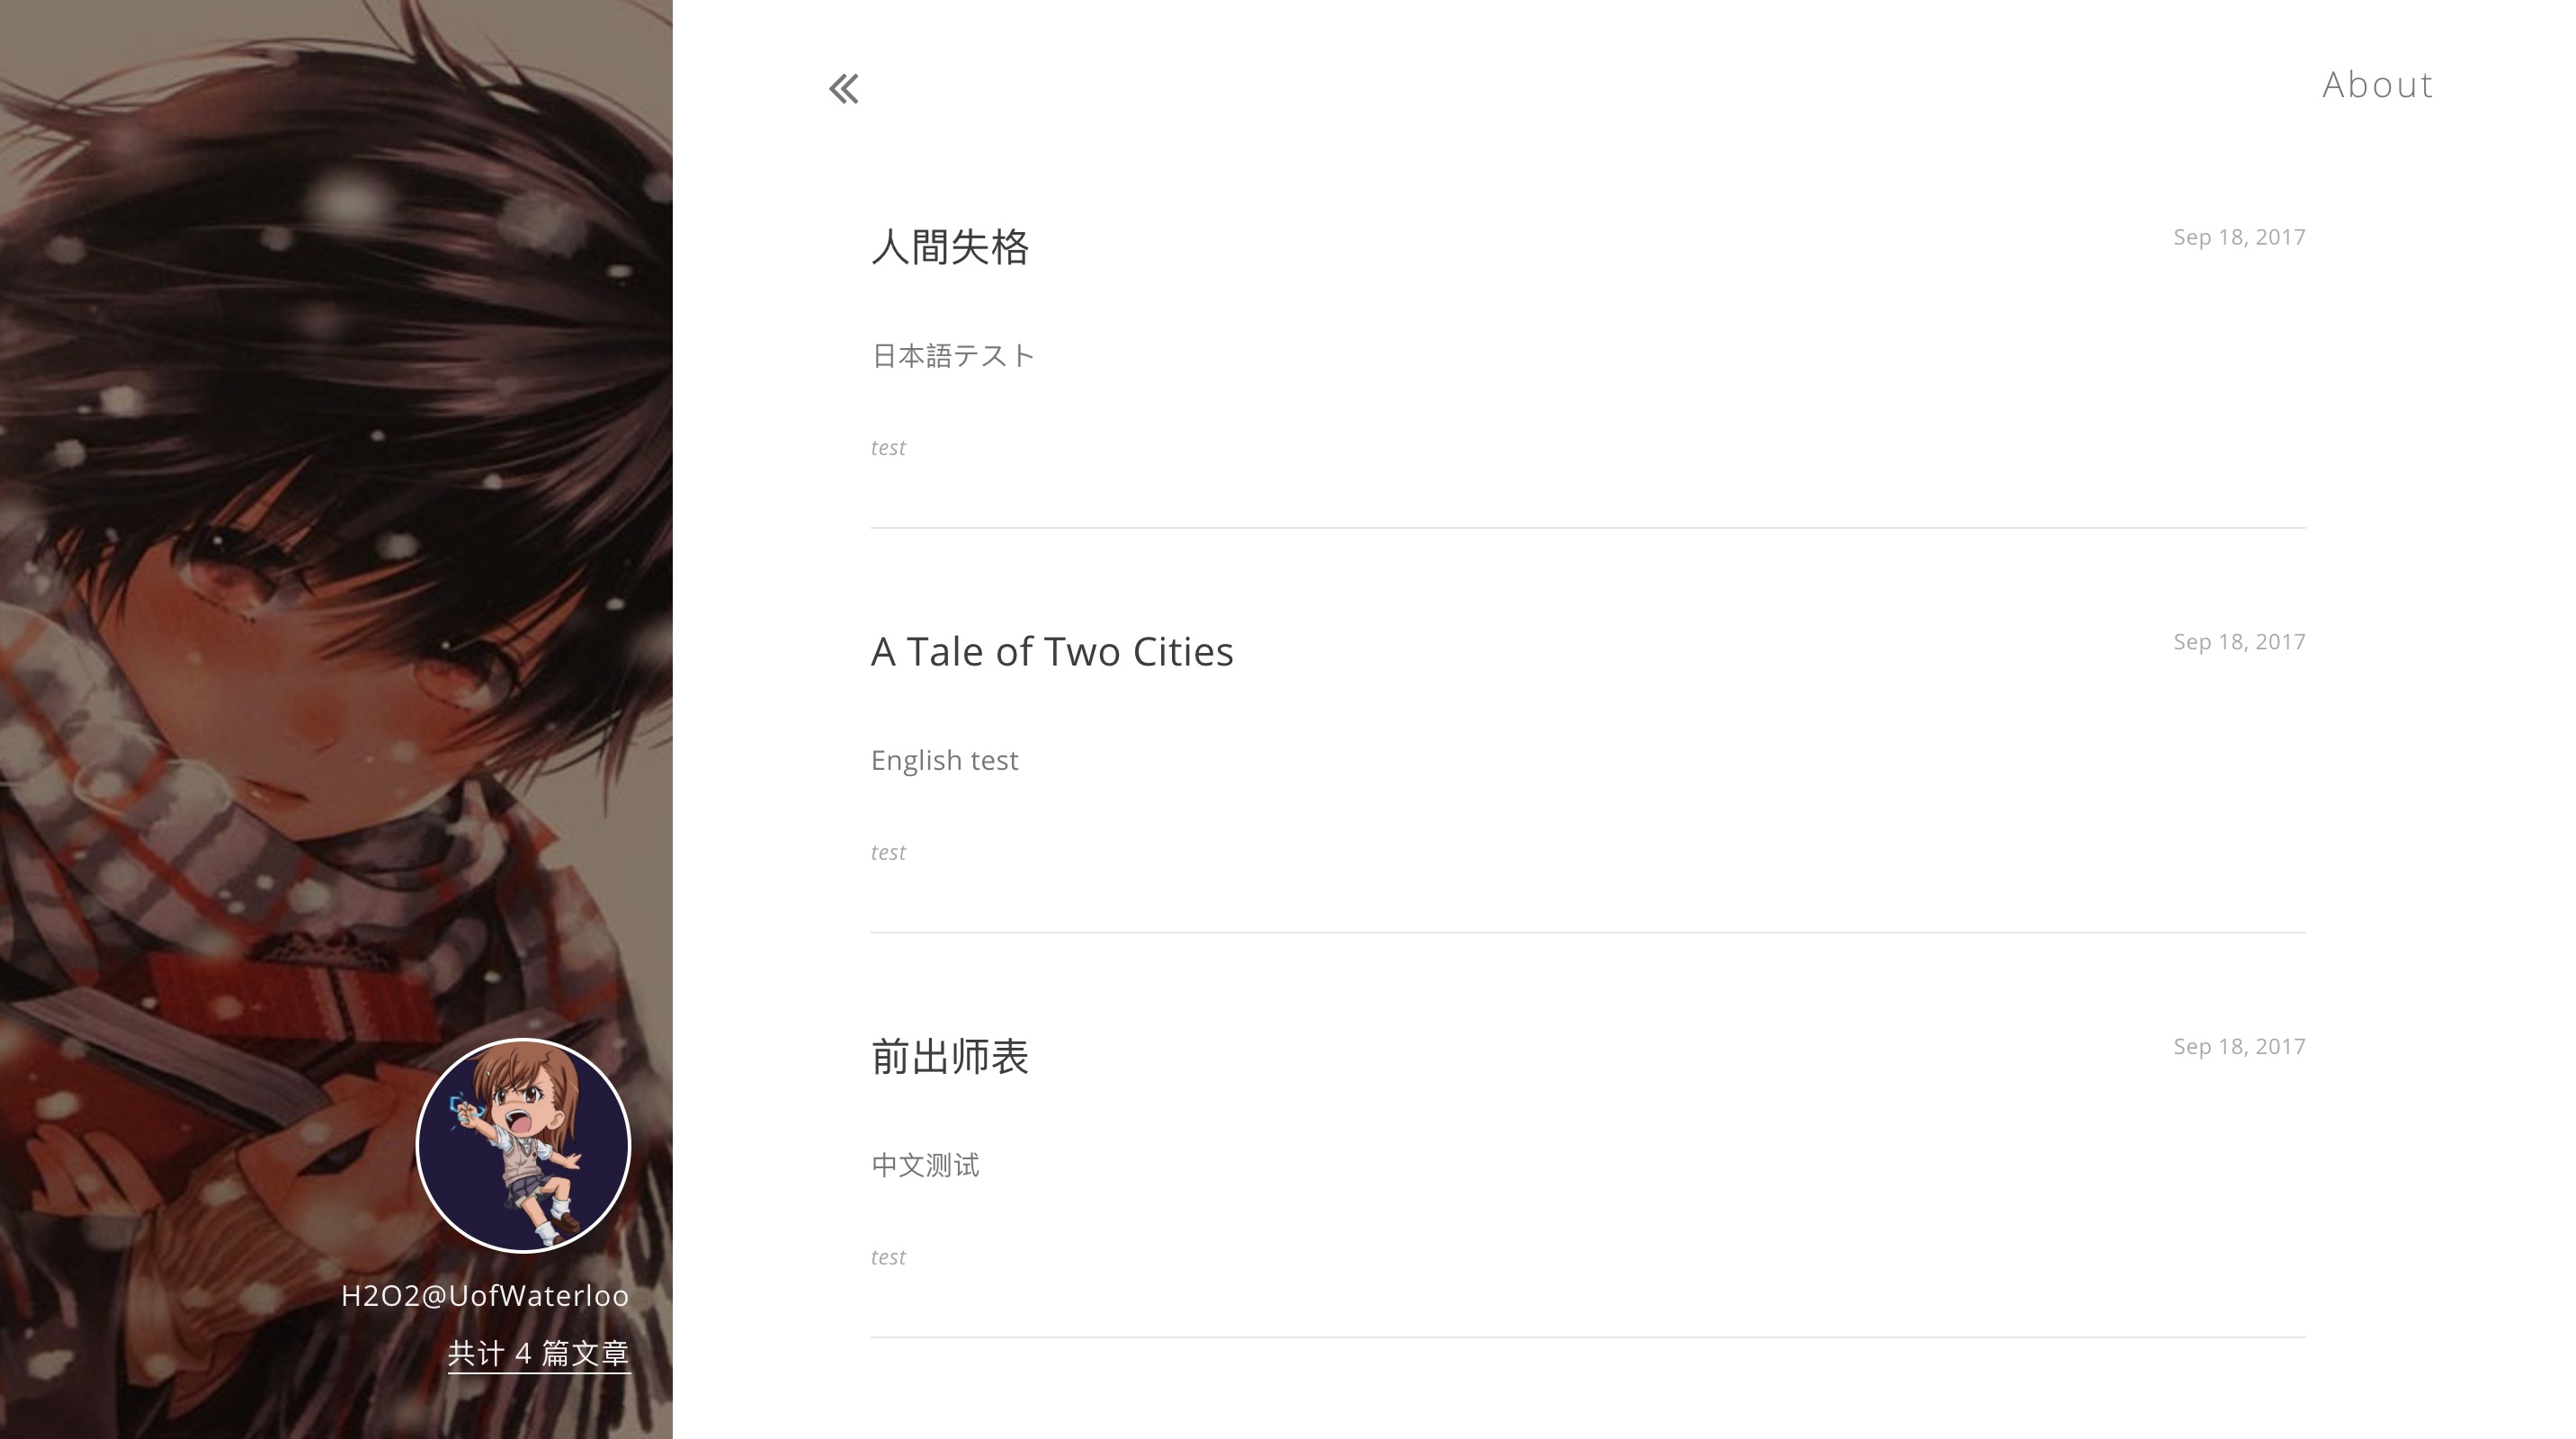 About
人間失格
Sep 18, 2017
日本語テスト
test
A Tale of Two Cities
Sep 18, 2017
English test
test
前出师表
Sep 18, 2017
中文测试
test
H2O2@UofWaterloo
共计 4 篇文章